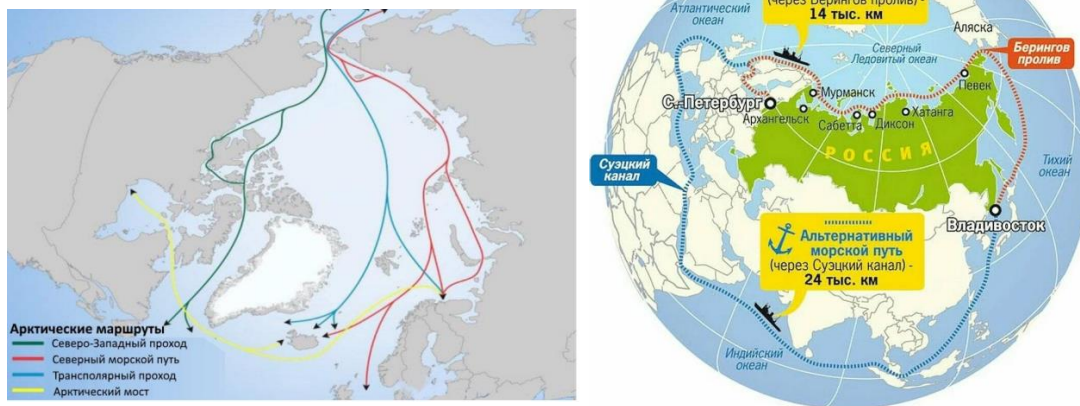 Арктические маршруты
Северо-Западный проход
Северный морской путь
Трансполярный проход
Арктический мост
(через Берингов пролив) -
14 тыс. км
Атлантический
океан
Аляска
Северный
Ледовитый океан
Берингов
пролив
Певек
Мурманск
С.-Петербург
Архангельск
Сабетта
Диксон
Хатанга
РОССИЯ
Суэцкий
канал
Тихий
океан
Владивосток
Альтернативный
морской путь
(через Суэцкий канал) -
24 тыс. км
Индийский
океан